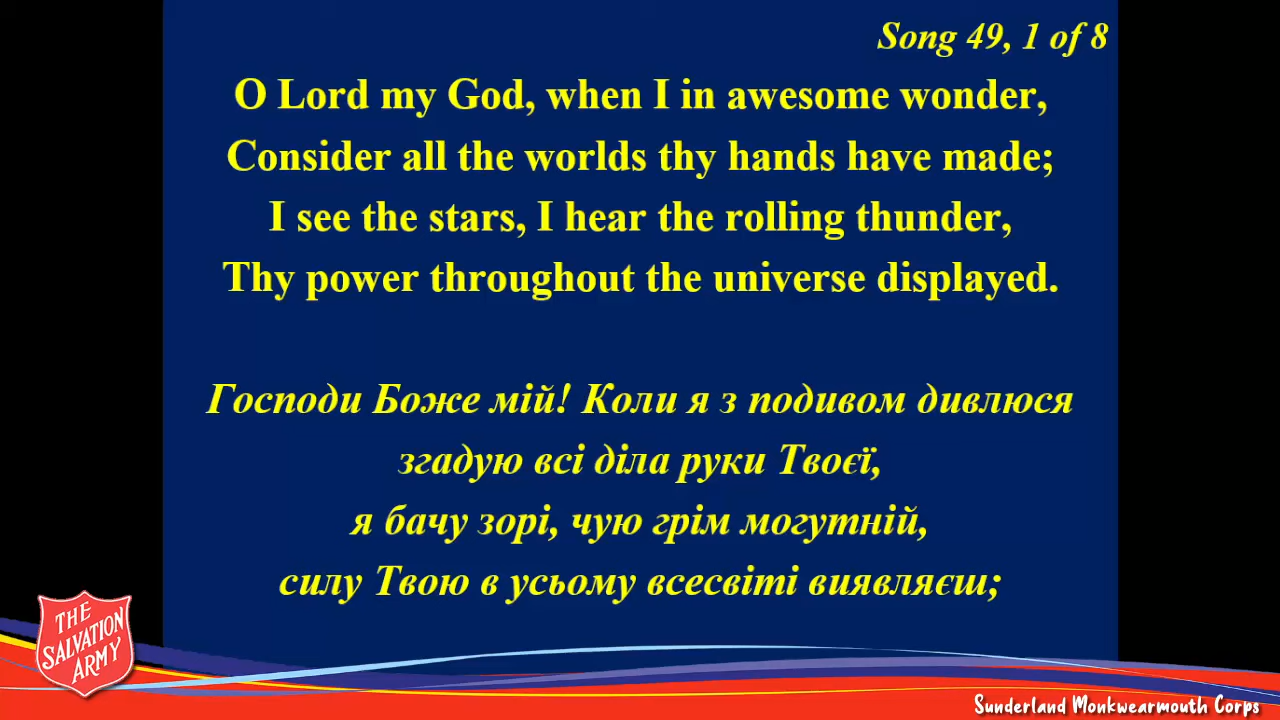 Song 49, 1 of 8
O Lord my God, when I in awesome wonder,
Consider all the worlds thy hands have made;
I see the stars, I hear the rolling thunder,
Thy power throughout the universe displayed.
Господи Боже мій! Коли я з подивом дивлюся
згадую всі діла руки Твоєї,
я бачу зорі, чую грім могутній,
силу Твою в усьому всесвіті виявляєш;
THE
SALVATION
ARMY
Sunderland Monkwearmouth Corps